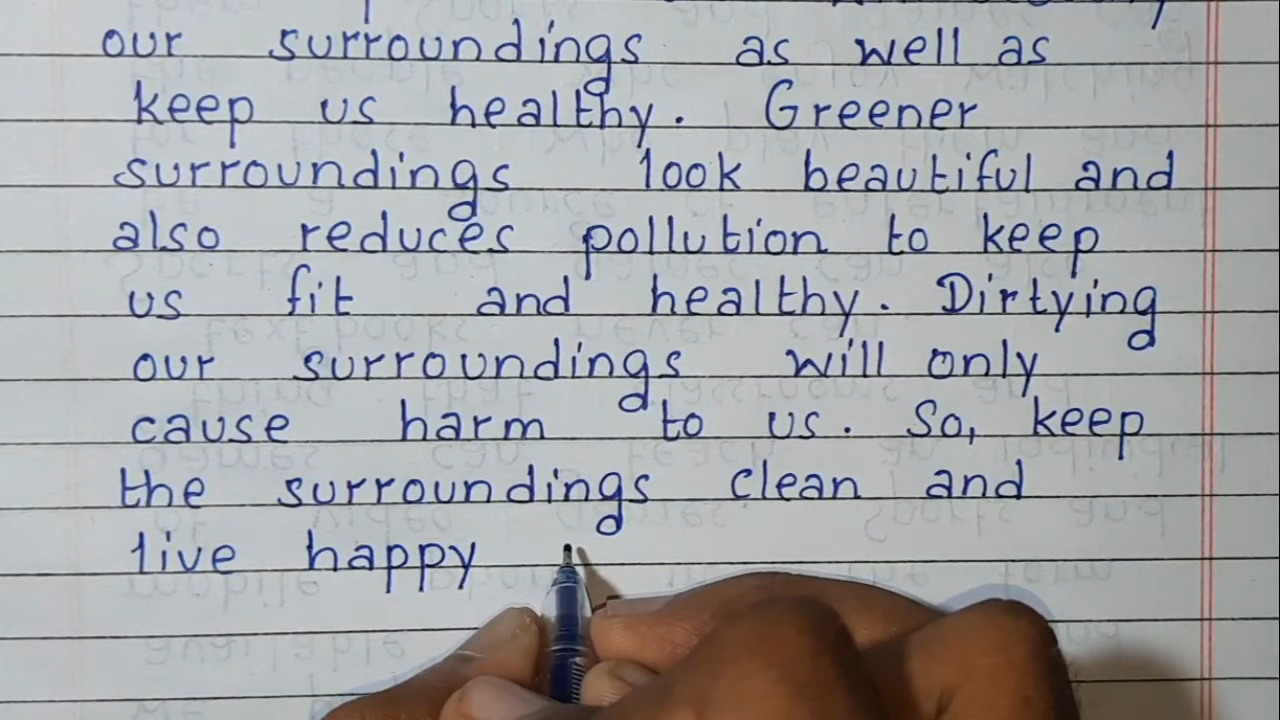 our surroundings as well as
keep us healthy. Greener
surroundings look beautiful and
also reduces pollution to keep
us fit and healthy. Dirtying
our surroundings will only
cause harm to us. So, keep
the surroundings clean and
live happy